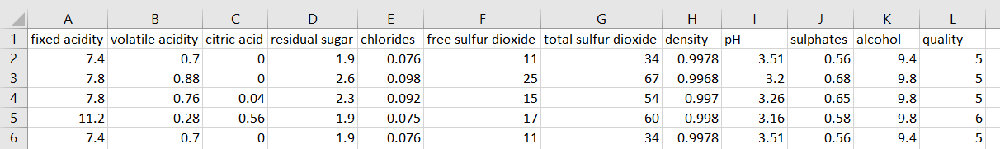 A B C D E F G H I J K L
1 fixed acidity volatile acidity citric acid residual sugar chlorides free sulfur dioxide total sulfur dioxide density pH sulphates alcohol quality
2 7.4 0.7 0 1.9 0.076 11 34 0.9978 3.51 0.56 9.4 5
3 7.8 0.88 0 2.6 0.098 25 67 0.9968 3.2 0.68 9.8 5
4 7.8 0.76 0.04 2.3 0.092 15 54 0.997 3.26 0.65 9.8 5
5 11.2 0.28 0.56 1.9 0.075 17 60 0.998 3.16 0.58 9.8 6
6 7.4 0.7 0 1.9 0.076 11 34 0.9978 3.51 0.56 9.4 5